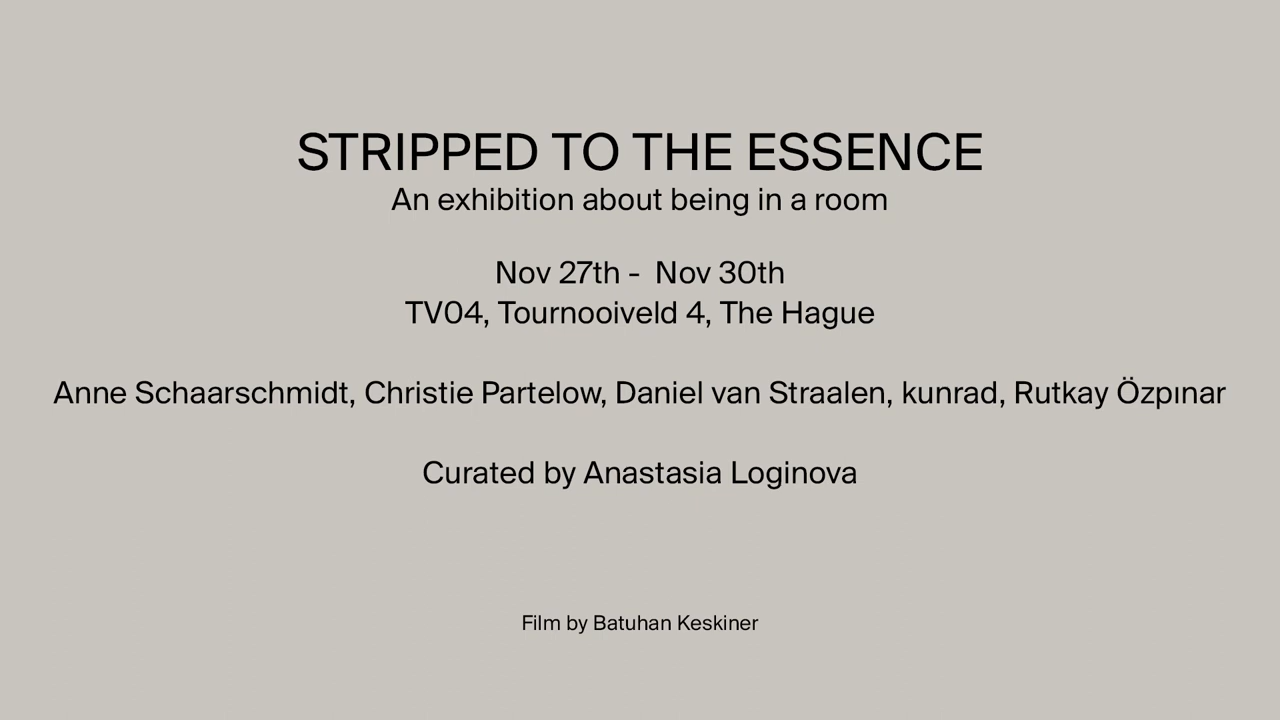 STRIPPED TO THE ESSENCE
An exhibition about being in a room
Nov 27th -  Nov 30th
TV04, Tournooiveld 4, The Hague
Anne Schaarschmidt, Christie Partelow, Daniel van Straalen, kunrad, Rutkay Özpınar
Curated by Anastasia Loginova
Film by Batuhan Keskiner